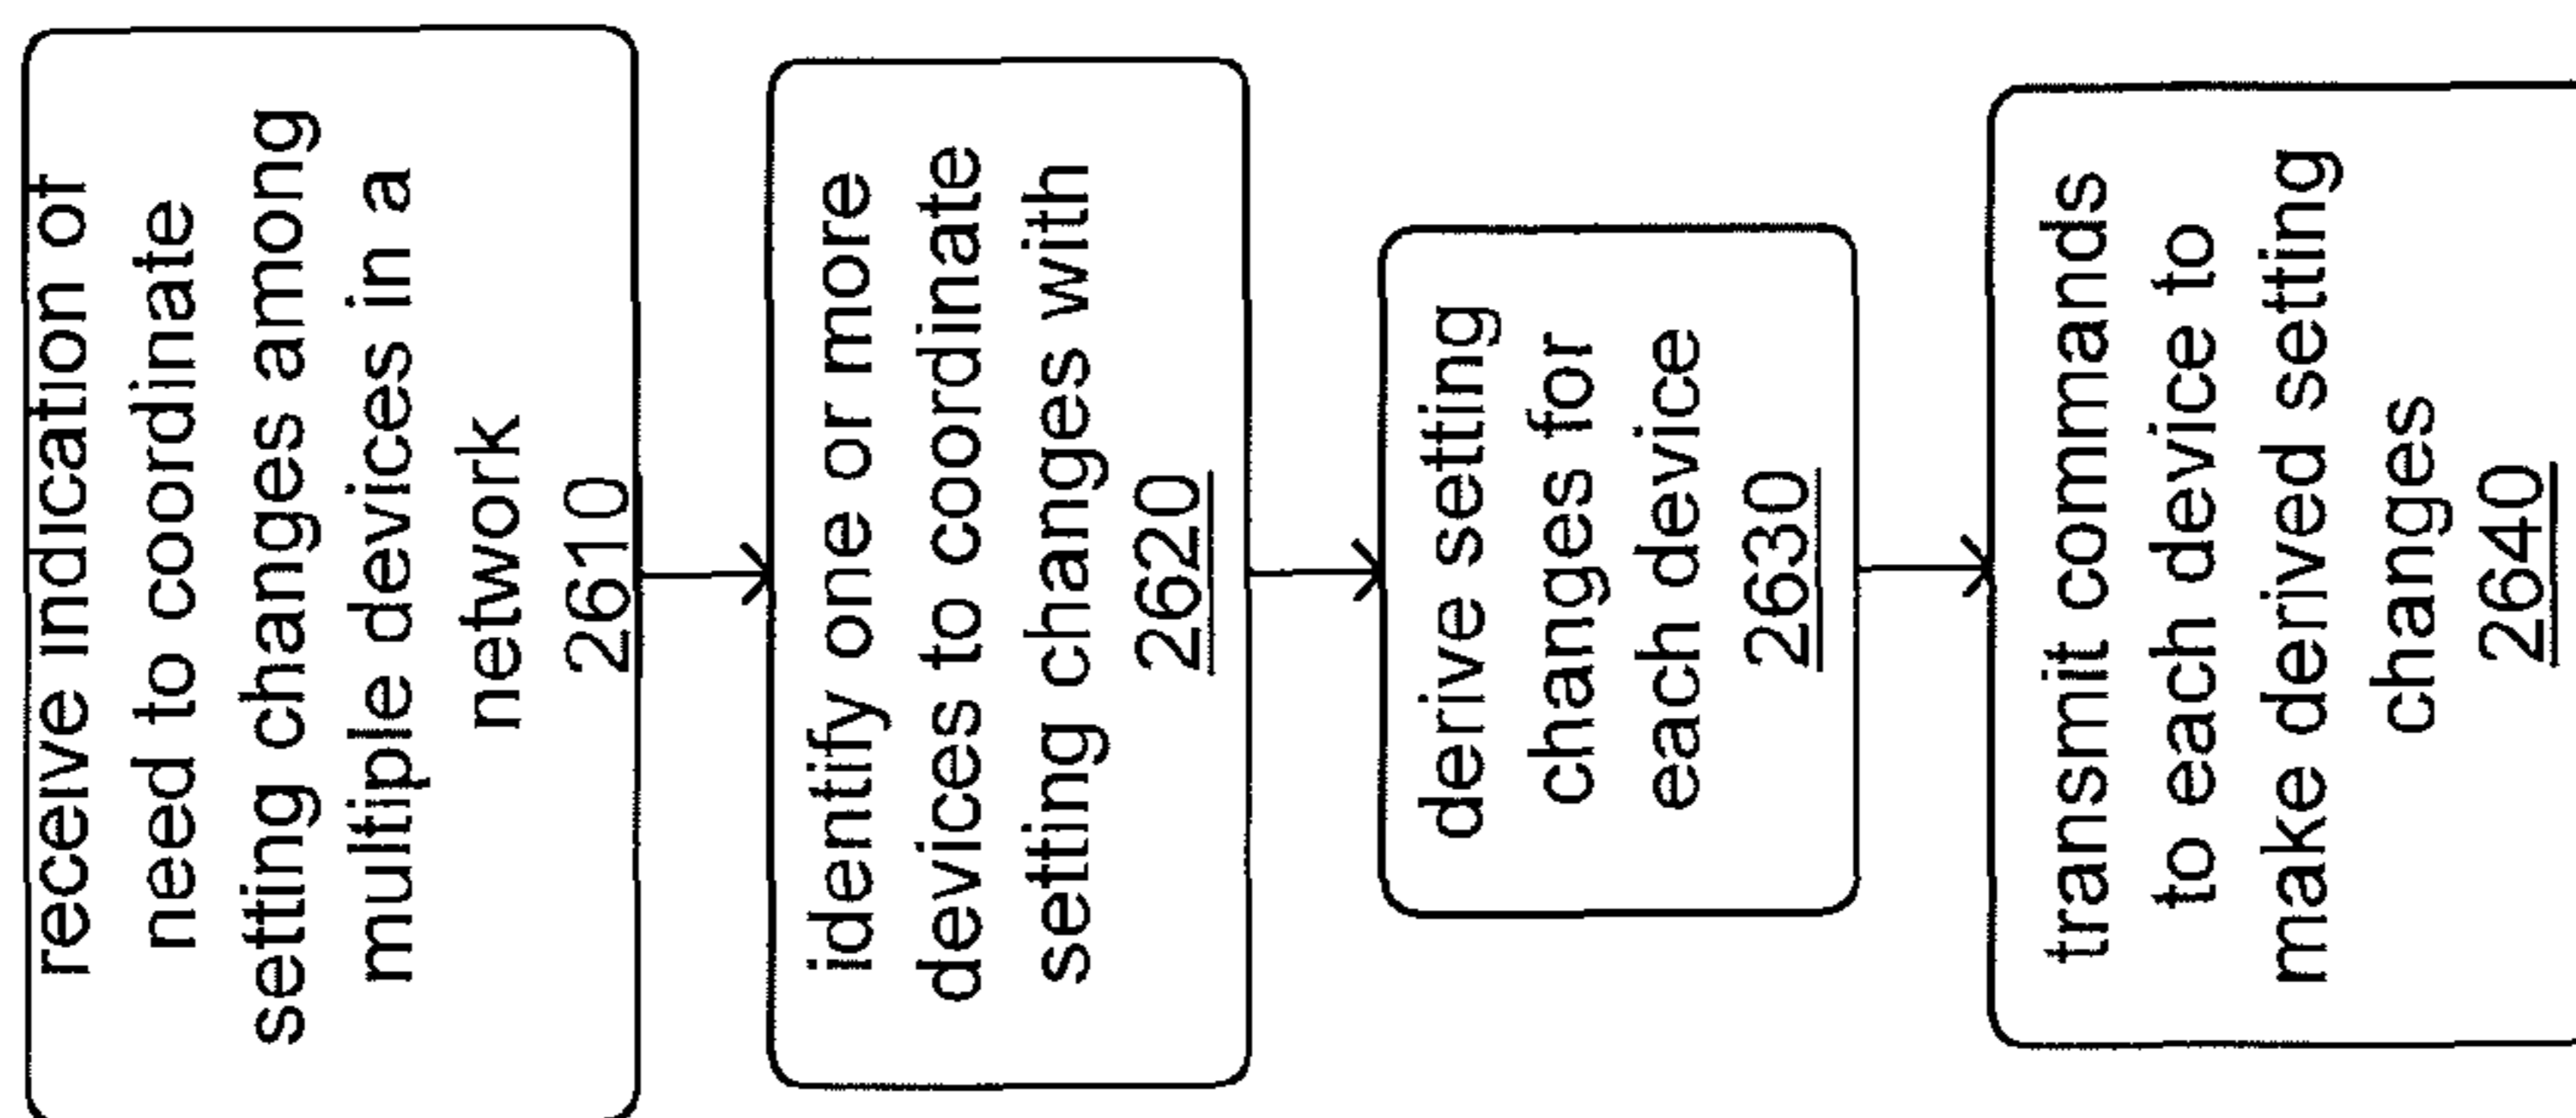 receive indication of
need to coordinate
setting changes among
multiple devices in a
network
2610
identify one or more
devices to coordinate
setting changes with
2620
derive setting
changes for
each device
2630
transmit commands
to each device to
make derived setting
changes
2640